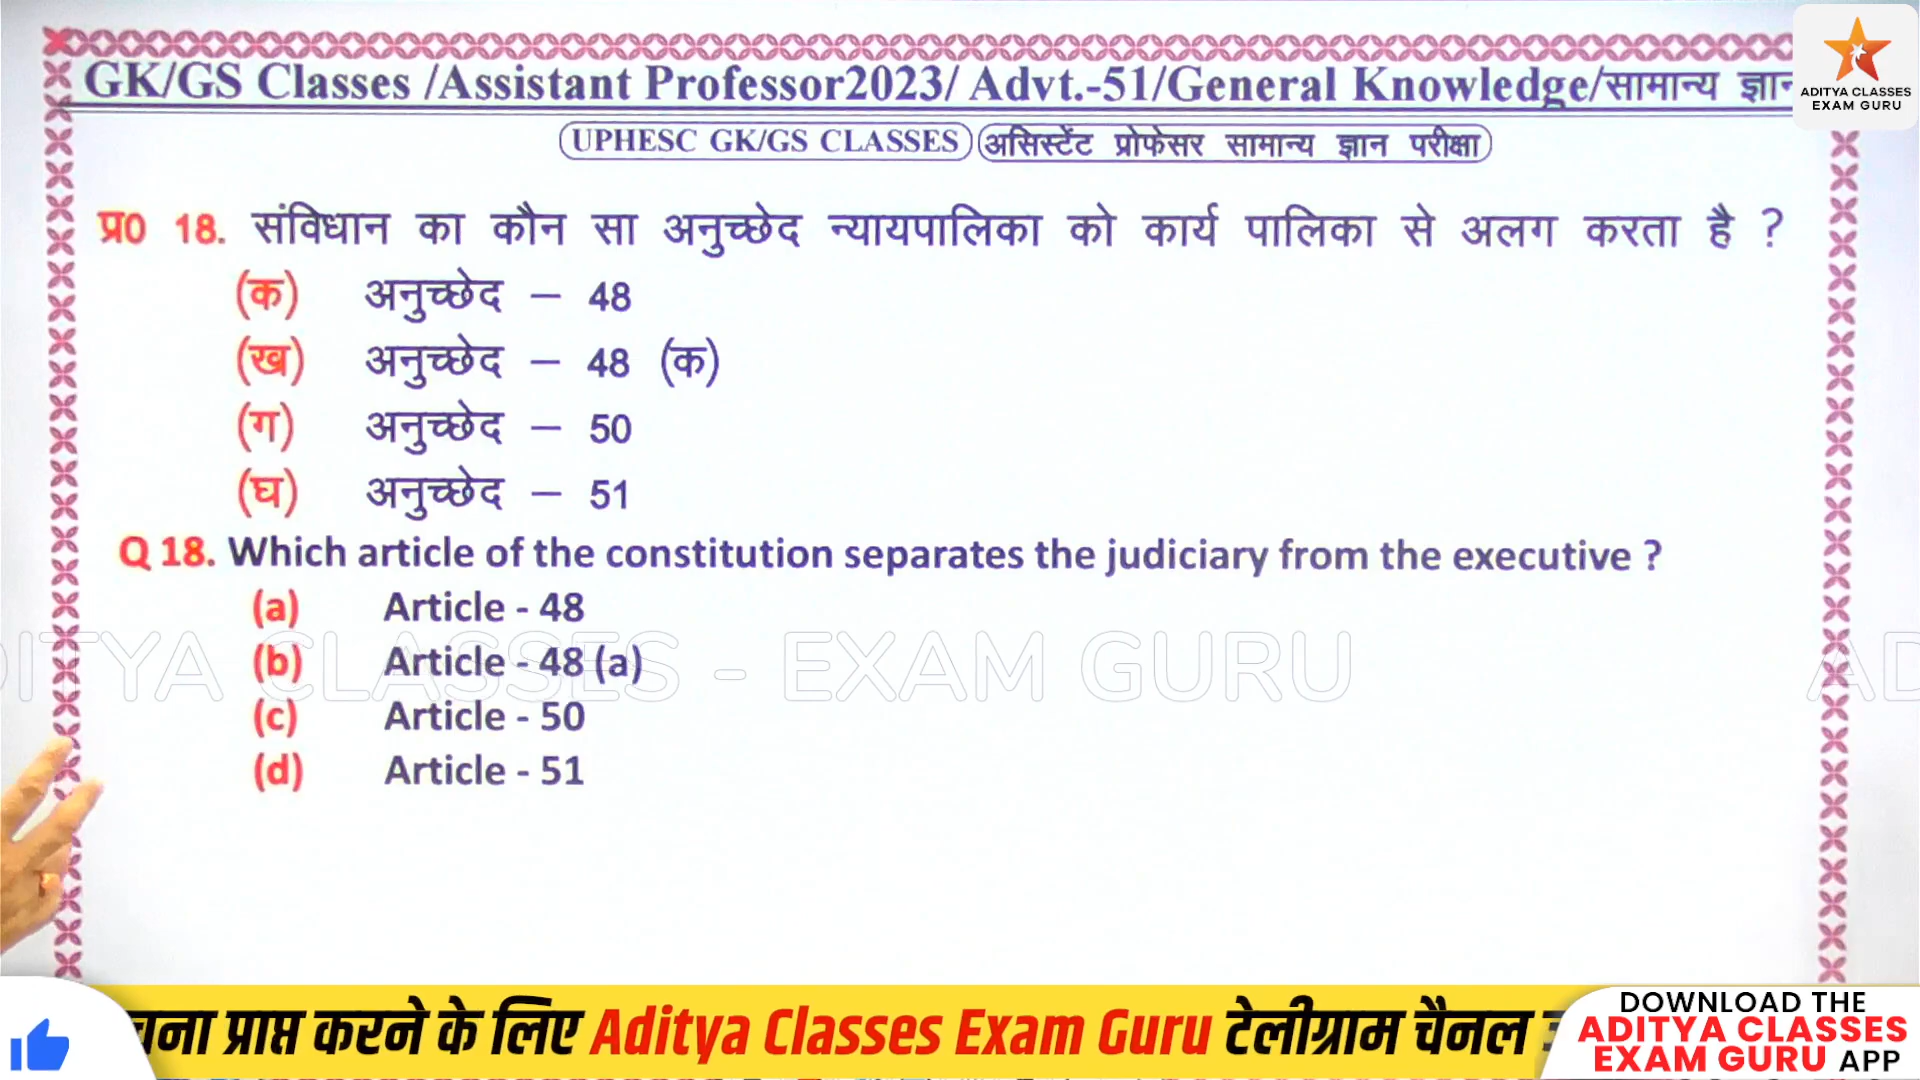 GK/GS Classes /Assistant Professor2023/ Advt.-51/General Knowledge/सामान्य ज्ञान
ADITYA CLASSES
EXAM GURU
UPHESC GK/GS CLASSES असिस्टेंट प्रोफेसर सामान्य ज्ञान परीक्षा
प्र0 18. संविधान का कौन सा अनुच्छेद न्यायपालिका को कार्य पालिका से अलग करता है ?
(क) अनुच्छेद – 48
(ख) अनुच्छेद – 48 (क)
(ग) अनुच्छेद – 50
(घ) अनुच्छेद – 51
Q 18. Which article of the constitution separates the judiciary from the executive ?
(a) Article - 48
(b) Article - 48 (a)
(c) Article - 50
(d) Article - 51
CLASSES - EXAM GURU
प्राप्त करने के लिए Aditya Classes Exam Guru टेलीग्राम चैनल
DOWNLOAD THE
ADITYA CLASSES
EXAM GURU APP